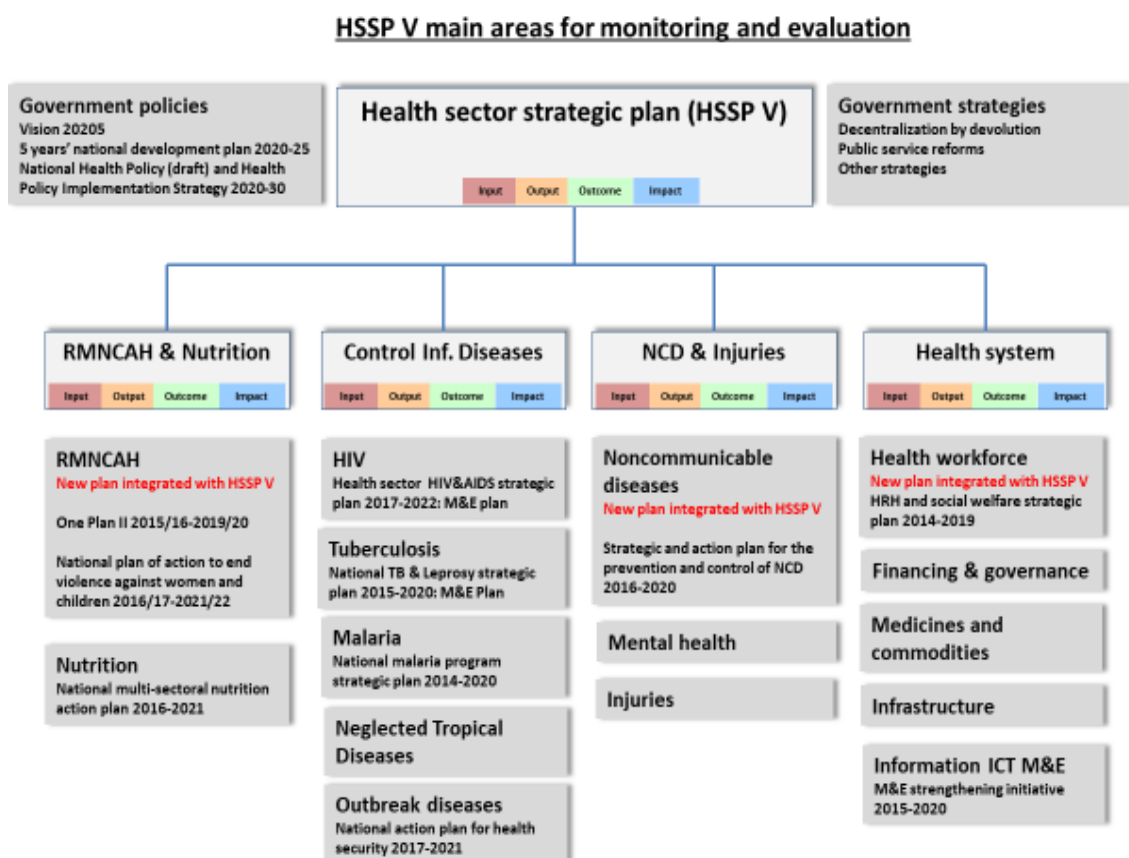 HSSP V main areas for monitoring and evaluation
Government policies
Vision 20205
5 years' national development plan 2020-25
National Health Policy (draft) and Health
Policy Implementation Strategy 2020-30
Health sector strategic plan (HSSP V)
Input Output Outcome Impact
Government strategies
Decentralization by devolution
Public service reforms
Other strategies
RMNCAH & Nutrition
Input Output Outcome Impact
Control Inf. Diseases
Input Output Outcome Impact
NCD & Injuries
Input Output Outcome Impact
Health system
Input Output Outcome Impact
RMNCAH
New plan integrated with HSSP V
One Plan II 2015/16-2019/20
National plan of action to end
violence against women and
children 2016/17-2021/22
Nutrition
National multi-sectoral nutrition
action plan 2016-2021
HIV
Health sector HIV&AIDS strategic
plan 2017-2022: M&E plan
Tuberculosis
National TB & Leprosy strategic
plan 2015-2020: M&E Plan
Malaria
National malaria program
strategic plan 2014-2020
Neglected Tropical
Diseases
Outbreak diseases
National action plan for health
security 2017-2021
Noncommunicable
diseases
New plan integrated with HSSP V
Strategic and action plan for the
prevention and control of NCD
2016-2020
Mental health
Injuries
Health workforce
New plan integrated with HSSP V
HRH and social welfare strategic
plan 2014-2019
Financing & governance
Medicines and
commodities
Infrastructure
Information ICT M&E
M&E strengthening initiative
2015-2020